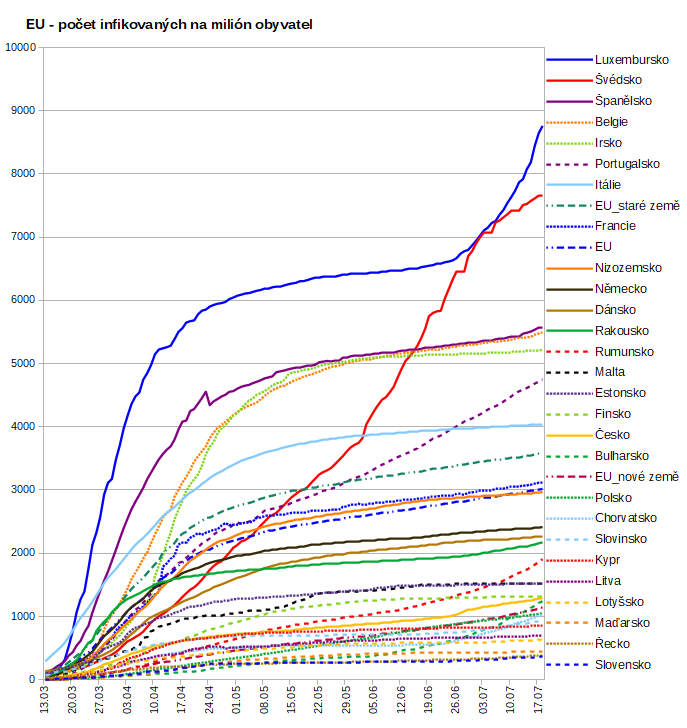 EU - počet infikovaných na milión obyvatel
10000
9000
8000
7000
6000
5000
4000
3000
2000
1000
0
13.03
20.03
27.03
03.04
10.04
17.04
24.04
01.05
08.05
15.05
22.05
29.05
05.06
12.06
19.06
26.06
03.07
10.07
17.07
Luxembursko
Švédsko
Španělsko
Belgie
Irsko
Portugalsko
Itálie
EU_staré země
Francie
EU
Nizozemsko
Německo
Dánsko
Rakousko
Rumunsko
Malta
Estonsko
Finsko
Česko
Bulharsko
EU_nové země
Polsko
Chorvatsko
Slovinsko
Kypr
Litva
Lotyšsko
Maďarsko
Řecko
Slovensko